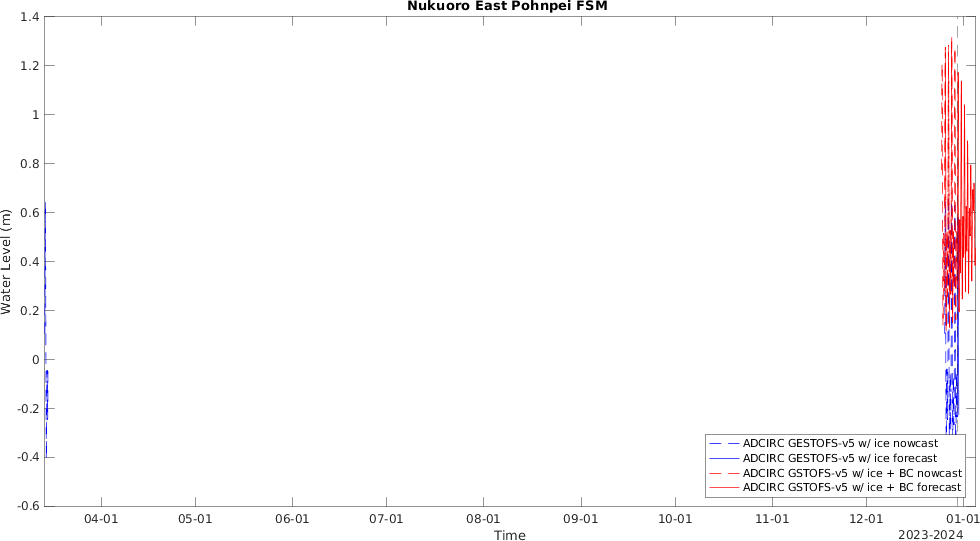 Nukuoro East Pohnpei FSM
1.4
1.2
1
0.8
0.6
0.4
0.2
0
-0.2
-0.4
-0.6
Water Level (m)
ADCIRC GESTOFS-v5 w/ ice nowcast
ADCIRC GESTOFS-v5 w/ ice forecast
ADCIRC GSTOFS-v5 w/ ice + BC nowcast
ADCIRC GSTOFS-v5 w/ ice + BC forecast
04-01 05-01 06-01 07-01 08-01 09-01 10-01 11-01 12-01 01-01
Time
2023-2024